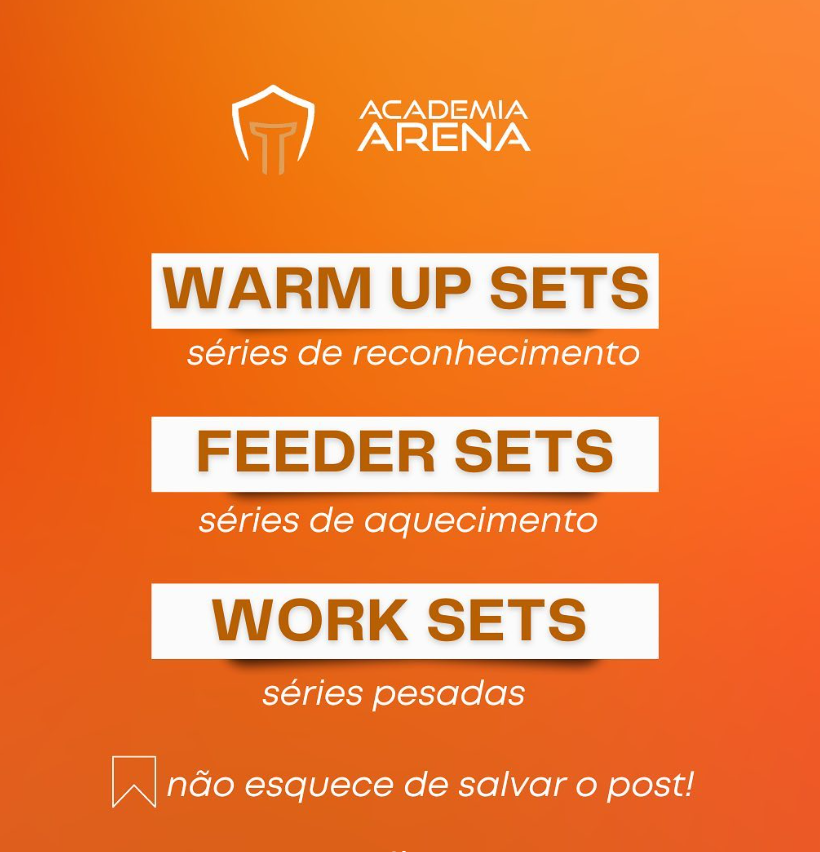 ACADEMIA
ARENA
WARM UP SETS
séries de reconhecimento
FEEDER SETS
séries de aquecimento
WORK SETS
séries pesadas
não esquece de salvar o post!